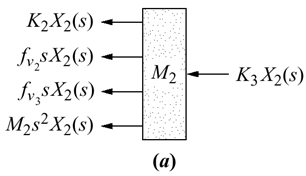 K₂X₂(s)
f_{v₂}sX₂(s)
f_{v₃}sX₂(s)
M₂s²X₂(s)
M₂
K₃X₂(s)
(a)